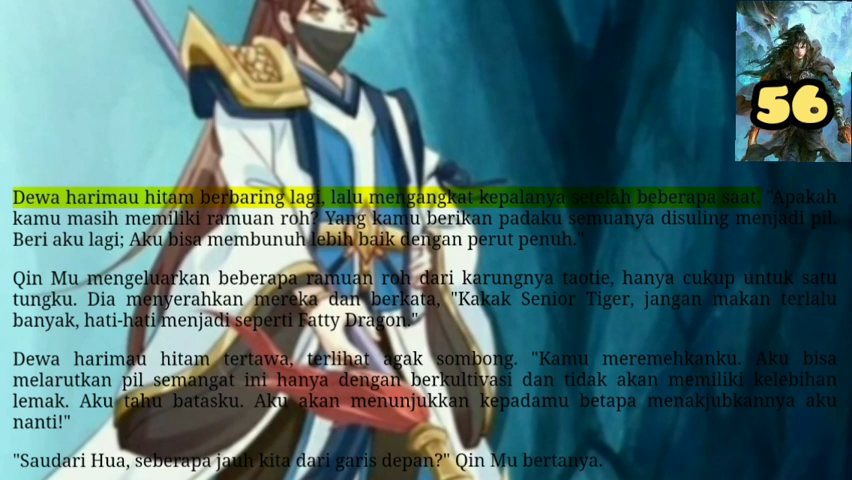 56
Dewa harimau hitam berbaring lagi, lalu mengangkat kepalanya setelah beberapa saat. "Apakah
kamu masih memiliki ramuan roh? Yang kamu berikan padaku semuanya disuling menjadi pil.
Beri aku lagi; Aku bisa membunuh lebih baik dengan perut penuh."
Qin Mu mengeluarkan beberapa ramuan roh dari karungnya taotie, hanya cukup untuk satu
tungku. Dia menyerahkan mereka dan berkata, "Kakak Senior Tiger, jangan makan terlalu
banyak, hati-hati menjadi seperti Fatty Dragon."
Dewa harimau hitam tertawa, terlihat agak sombong. "Kamu meremehkanku. Aku bisa
melarutkan pil semangat ini hanya dengan berkultivasi dan tidak akan memiliki kelebihan
lemak. Aku tahu batasku. Aku akan menunjukkan kepadamu betapa menakjubkannya aku
nanti!"
"Saudari Hua, seberapa jauh kita dari garis depan?" Qin Mu bertanya.